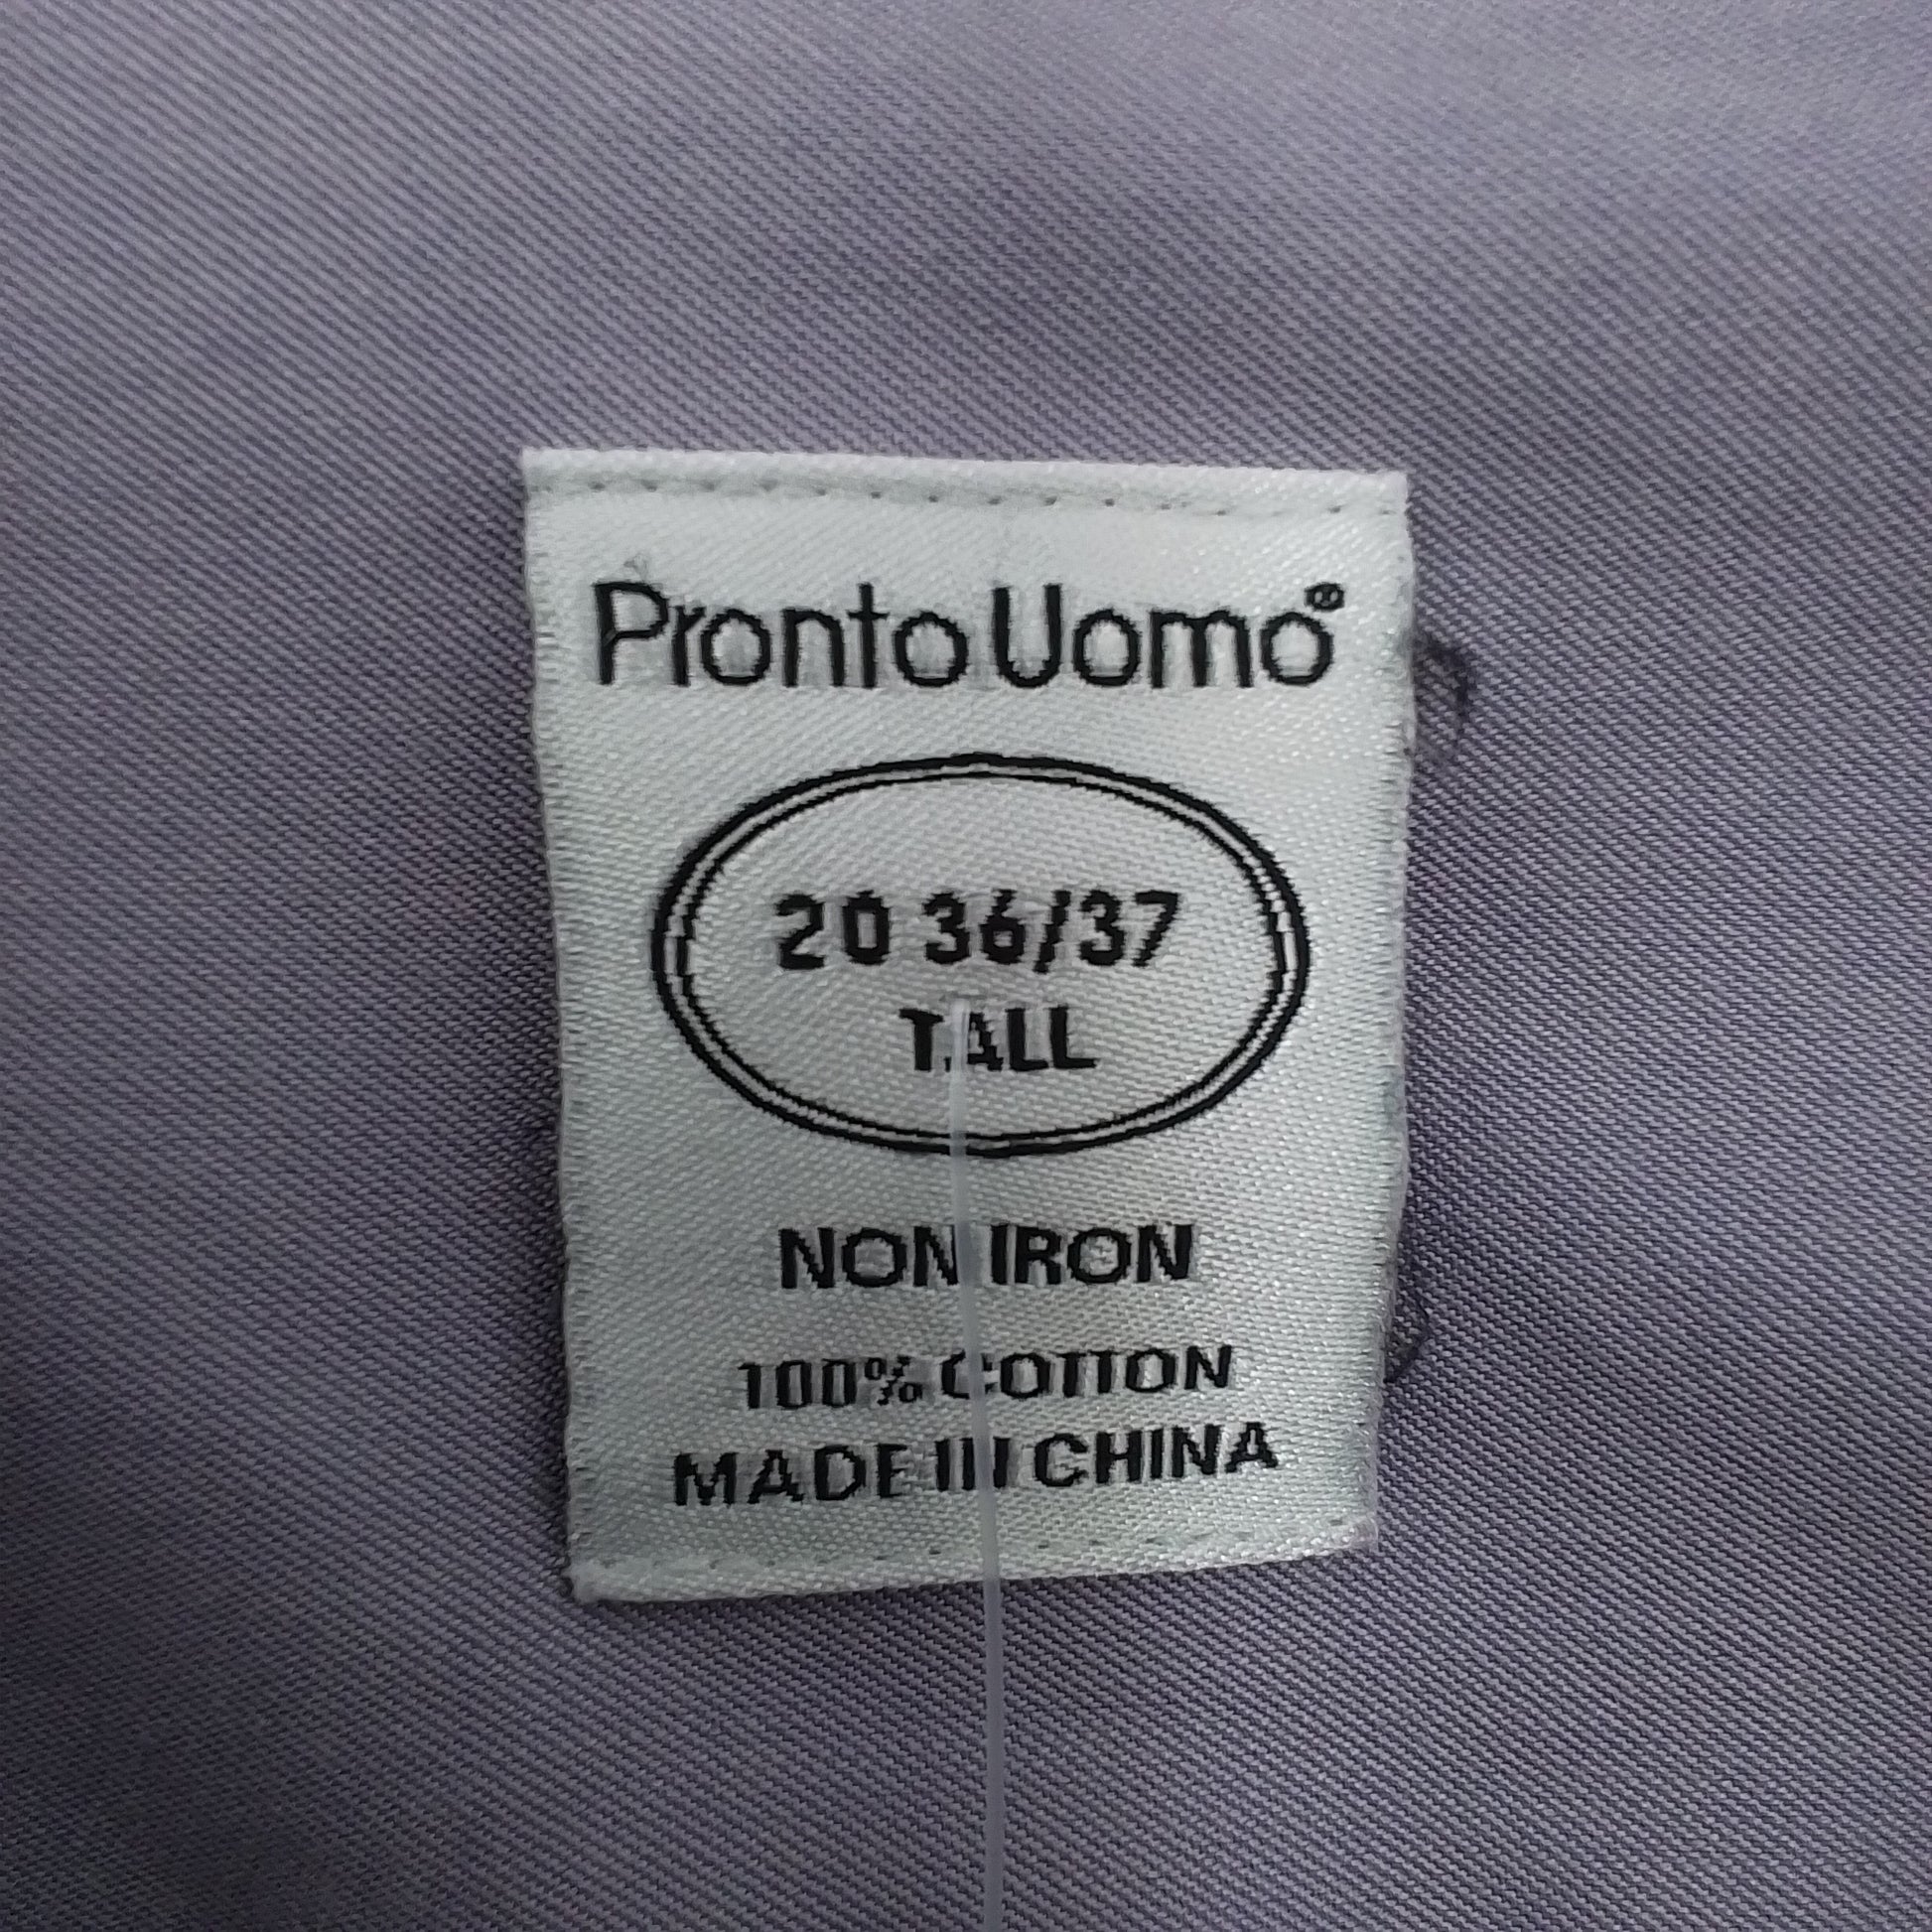 Pronto Uomo®
20 36/37
TALL
NON IRON
100% COTTON
MADE IN CHINA